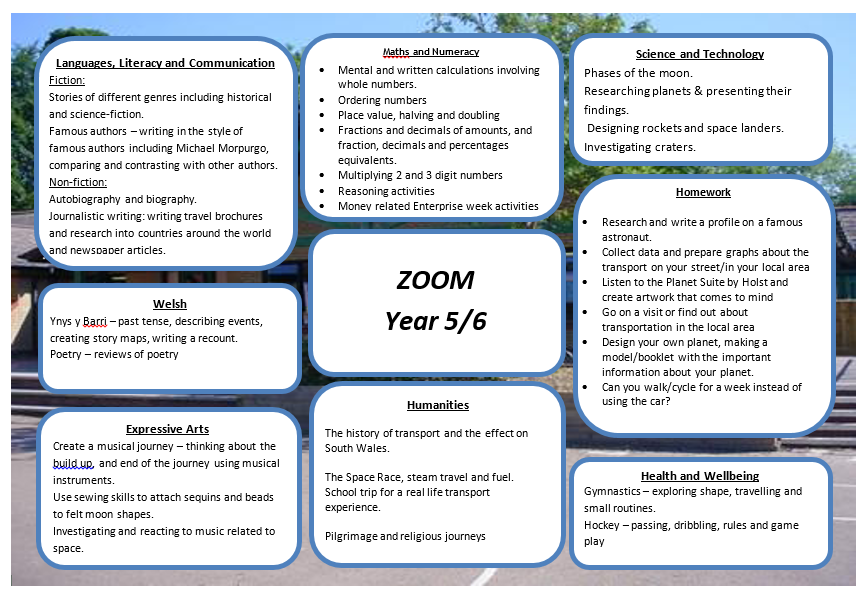 Languages, Literacy and Communication
Fiction:
Stories of different genres including historical
and science-fiction.
Famous authors – writing in the style of
famous authors including Michael Morpurgo,
comparing and contrasting with other authors.
Non-fiction:
Autobiography and biography.
Journalistic writing: writing travel brochures
and research into countries around the world
and newspaper articles.
Welsh
Ynys y Barri – past tense, describing events,
creating story maps, writing a recount.
Poetry – reviews of poetry
Expressive Arts
Create a musical journey – thinking about the
build up, and end of the journey using musical
instruments.
Use sewing skills to attach sequins and beads
to felt moon shapes.
Investigating and reacting to music related to
space.
Maths and Numeracy
• Mental and written calculations involving
whole numbers.
• Ordering numbers
• Place value, halving and doubling
• Fractions and decimals of amounts, and
fraction, decimals and percentages
equivalents.
• Multiplying 2 and 3 digit numbers
• Reasoning activities
• Money related Enterprise week activities
ZOOM
Year 5/6
Humanities
The history of transport and the effect on
South Wales.
The Space Race, steam travel and fuel.
School trip for a real life transport
experience.
Pilgrimage and religious journeys
Science and Technology
Phases of the moon.
Researching planets & presenting their
findings.
Designing rockets and space landers.
Investigating craters.
Homework
• Research and write a profile on a famous
astronaut.
• Collect data and prepare graphs about the
transport on your street/in your local area
• Listen to the Planet Suite by Holst and
create artwork that comes to mind
• Go on a visit or find out about
transportation in the local area
• Design your own planet, making a
model/booklet with the important
information about your planet.
• Can you walk/cycle for a week instead of
using the car?
Health and Wellbeing
Gymnastics – exploring shape, travelling and
small routines.
Hockey – passing, dribbling, rules and game
play